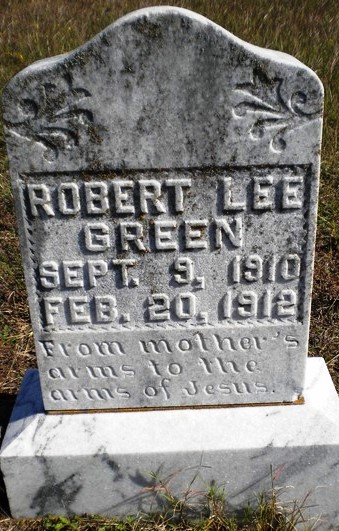 ROBERT LEE
GREEN
SEPT. 9, 1910
FEB. 20, 1912
From mother's
arms to the
arms of Jesus.